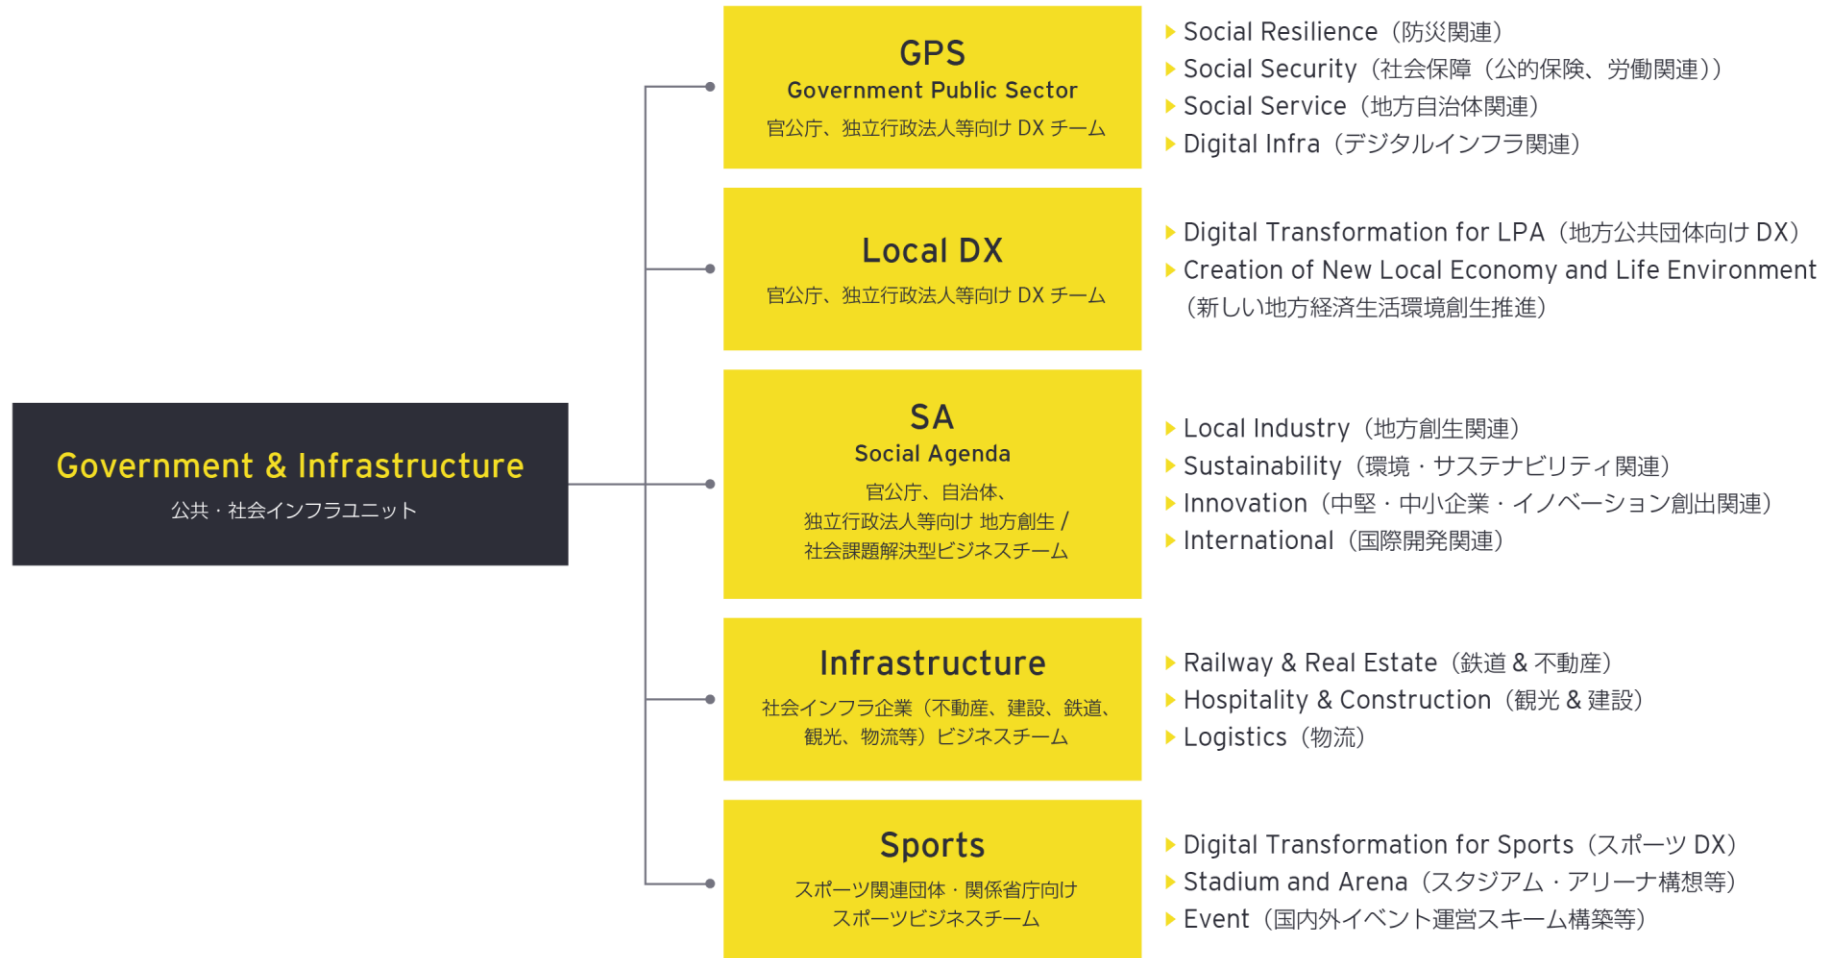 Government & Infrastructure
公共・社会インフラユニット
GPS
Government Public Sector
官公庁、独立行政法人等向け DX チーム
Social Resilience（防災関連）
Social Security（社会保障（公的保険、労働関連））
Social Service（地方自治体関連）
Digital Infra（デジタルインフラ関連）
Local DX
官公庁、独立行政法人等向け DX チーム
Digital Transformation for LPA（地方公共団体向け DX）
Creation of New Local Economy and Life Environment
（新しい地方経済生活環境創生推進）
SA
Social Agenda
官公庁、自治体、
独立行政法人等向け 地方創生 /
社会課題解決型ビジネスチーム
Local Industry（地方創生関連）
Sustainability（環境・サステナビリティ関連）
Innovation（中堅・中小企業・イノベーション創出関連）
International（国際開発関連）
Infrastructure
社会インフラ企業（不動産、建設、鉄道、
観光、物流等）ビジネスチーム
Railway & Real Estate（鉄道 & 不動産）
Hospitality & Construction（観光 & 建設）
Logistics（物流）
Sports
スポーツ関連団体・関係省庁向け
スポーツビジネスチーム
Digital Transformation for Sports（スポーツ DX）
Stadium and Arena（スタジアム・アリーナ構想等）
Event（国内外イベント運営スキーム構築等）